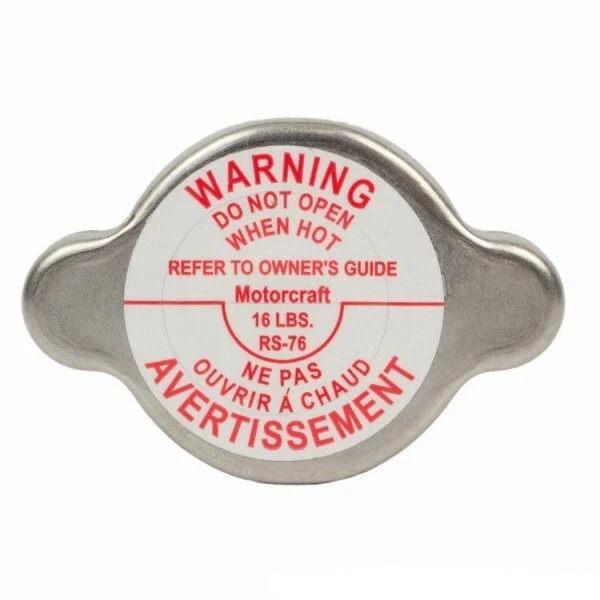 WARNING
DO NOT OPEN
WHEN HOT
REFER TO OWNER'S GUIDE
Motorcraft
16 LBS.
RS-76
NE PAS
OUVRIR Á CHAUD
AVERTISSEMENT